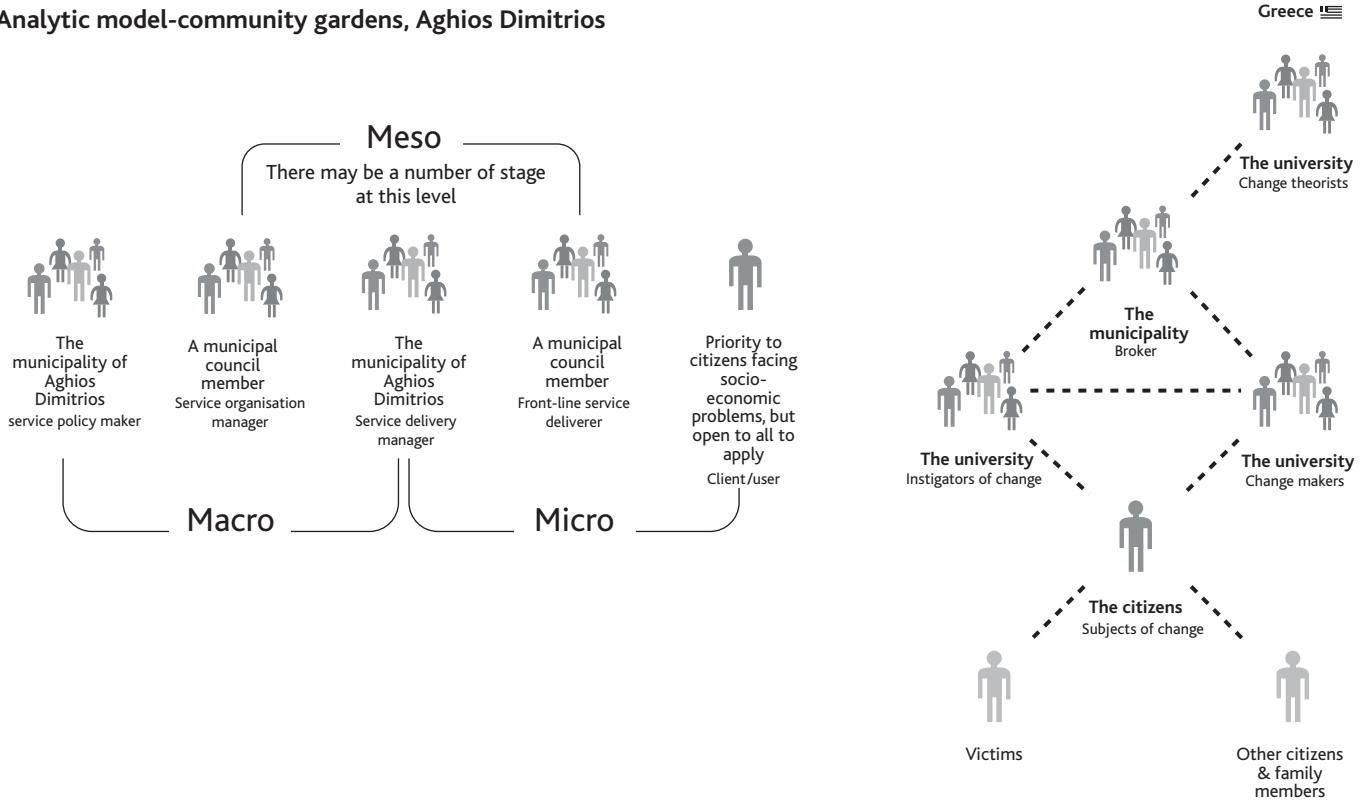 Analytic model-community gardens, Aghios Dimitrios
Greece
Meso
There may be a number of stage
at this level
The
municipality of
Aghios
Dimitrios
service policy maker
A municipal
council
member
Service organisation
manager
The
municipality of
Aghios
Dimitrios
Service delivery
manager
A municipal
council
member
Front-line service
deliverer
Priority to
citizens facing
socio-
economic
problems, but
open to all to
apply
Client/user
Macro
Micro
The university
Change theorists
The
municipality
Broker
The university
Instigators of change
The university
Change makers
The citizens
Subjects of change
Victims
Other citizens
& family
members